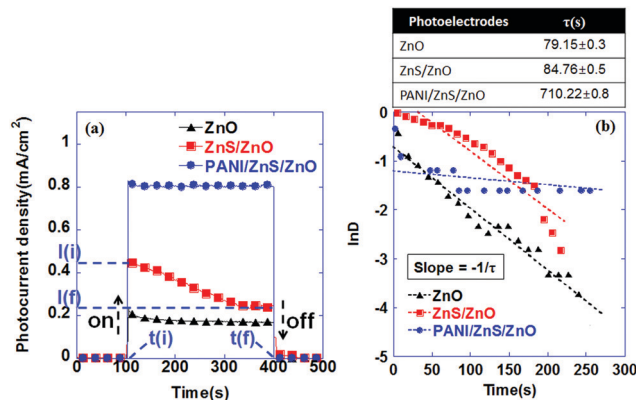 Photoelectrodes τ(s)
ZnO 79.15±0.3
ZnS/ZnO 84.76±0.5
PANI/ZnS/ZnO 710.22±0.8
(a)
ZnO
ZnS/ZnO
PANI/ZnS/ZnO
Photocurrent density(mA/cm²)
1
0.8
0.6
0.4
0.2
0
I(i)
I(f)
on
off
t(i)
t(f)
0 100 200 300 400 500
Time(s)
(b)
lnD
0
-1
-2
-3
-4
-5
Slope = -1/τ
ZnO
ZnS/ZnO
PANI/ZnS/ZnO
0 50 100 150 200 250 300
Time(s)